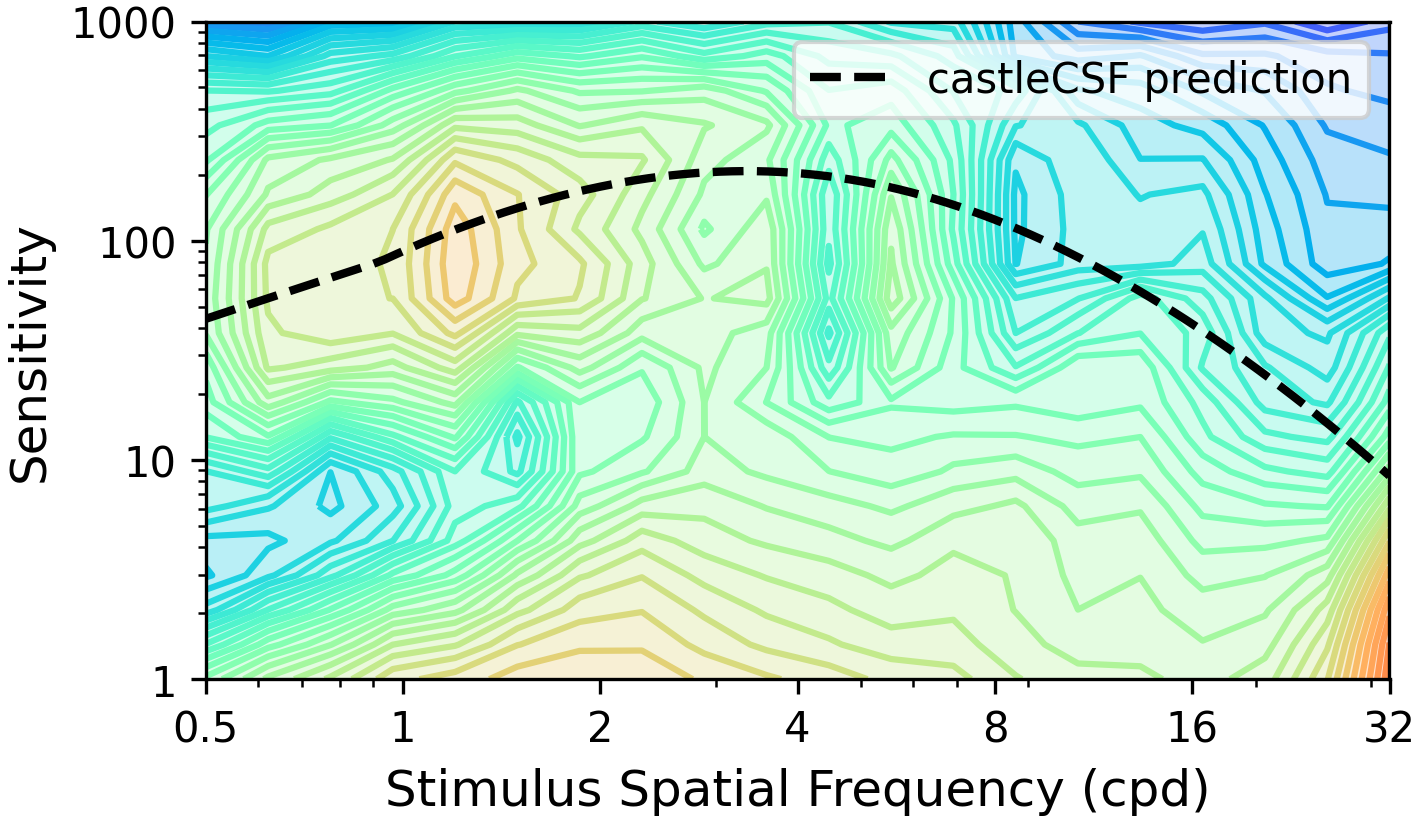 1000
100
10
1
Sensitivity
castleCSF prediction
0.5 1 2 4 8 16 32
Stimulus Spatial Frequency (cpd)